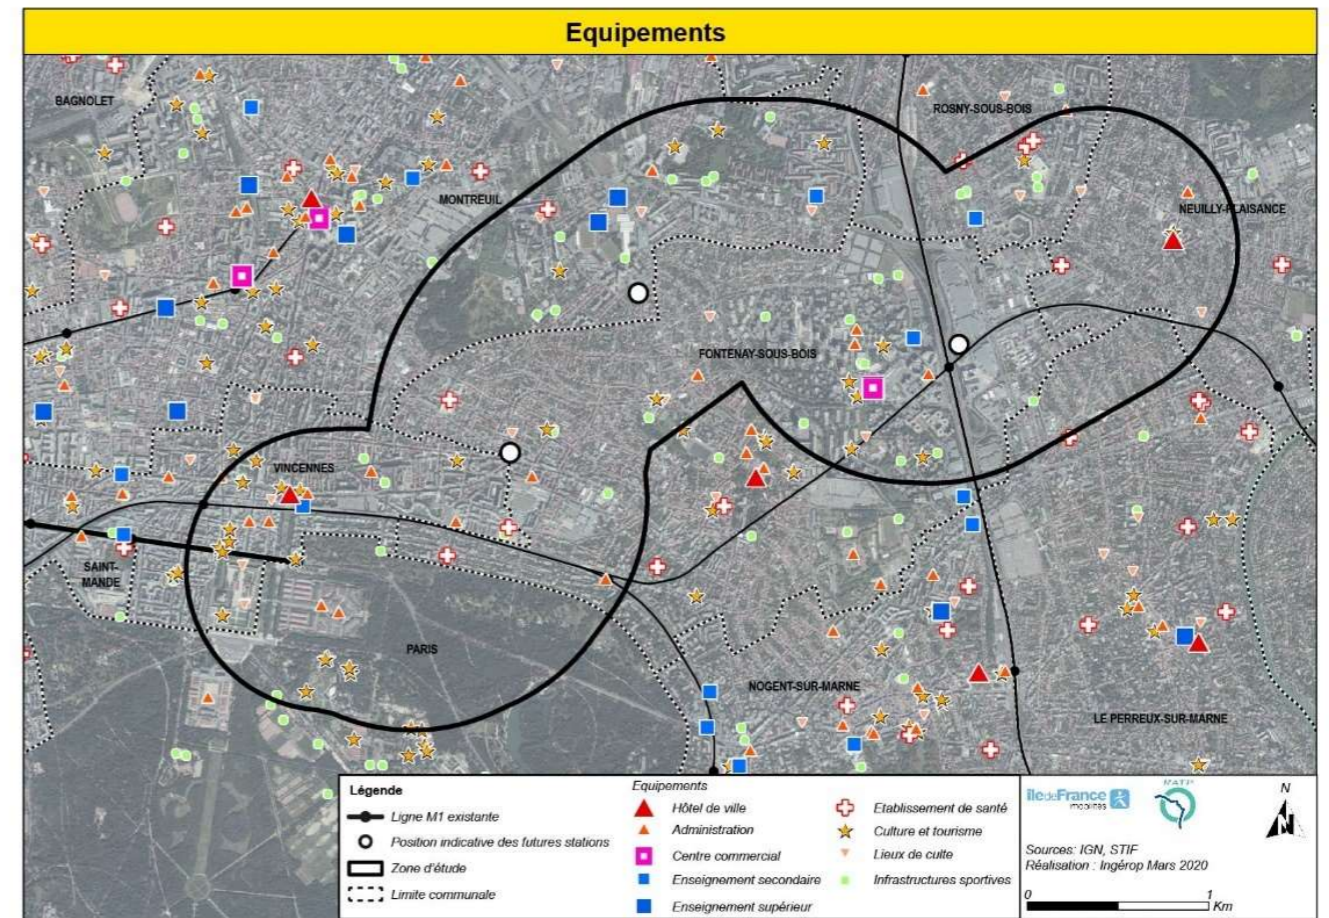 Equipements
BAGNOLET
ROSNY-SOUS-BOIS
MONTREUIL
NEUILLY-PLAISANCE
FONTENAY-SOUS-BOIS
VINCENNES
SAINT-
MANDE
PARIS
NOGENT-SUR-MARNE
LE PERREUX-SUR-MARNE
Légende
Ligne M1 existante
Position indicative des futures stations
Zone d'étude
Limite communale
Equipements
Hôtel de ville
Administration
Centre commercial
Enseignement secondaire
Enseignement supérieur
Etablissement de santé
Culture et tourisme
Lieux de culte
Infrastructures sportives
îledeFrance
mobilités
RATP
N
Sources: IGN, STIF
Réalisation : Ingérop Mars 2020
0 1
Km